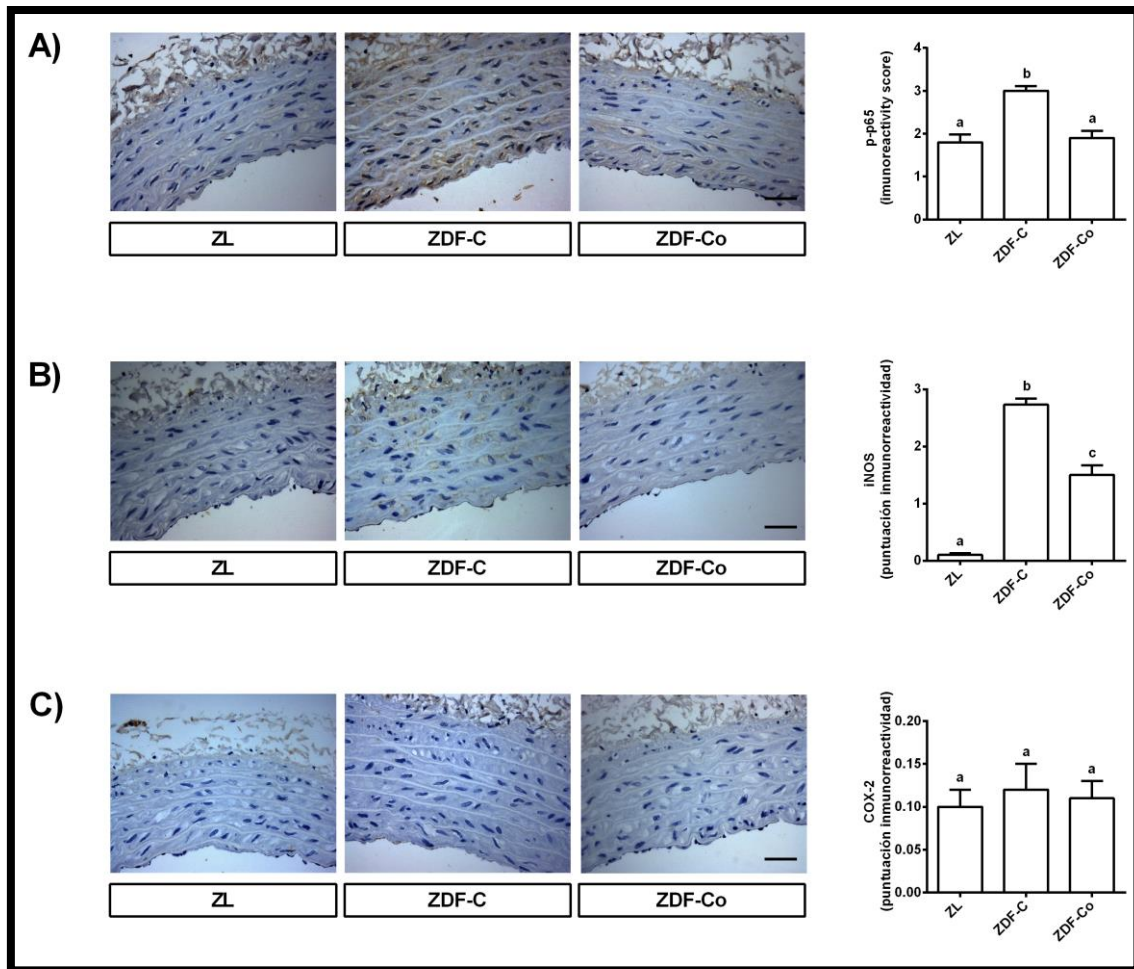 A)
ZL
ZDF-C
ZDF-Co
p-p65
(imunoreactivity score)
4
3
2
1
0
a
b
a
ZL
ZDF-C
ZDF-Co
B)
ZL
ZDF-C
ZDF-Co
iNOS
(puntuación inmunorreactividad)
3
2
1
0
a
b
c
ZL
ZDF-C
ZDF-Co
C)
ZL
ZDF-C
ZDF-Co
COX-2
(puntuación inmunorreactividad)
0.20
0.15
0.10
0.05
0.00
a
a
a
ZL
ZDF-C
ZDF-Co